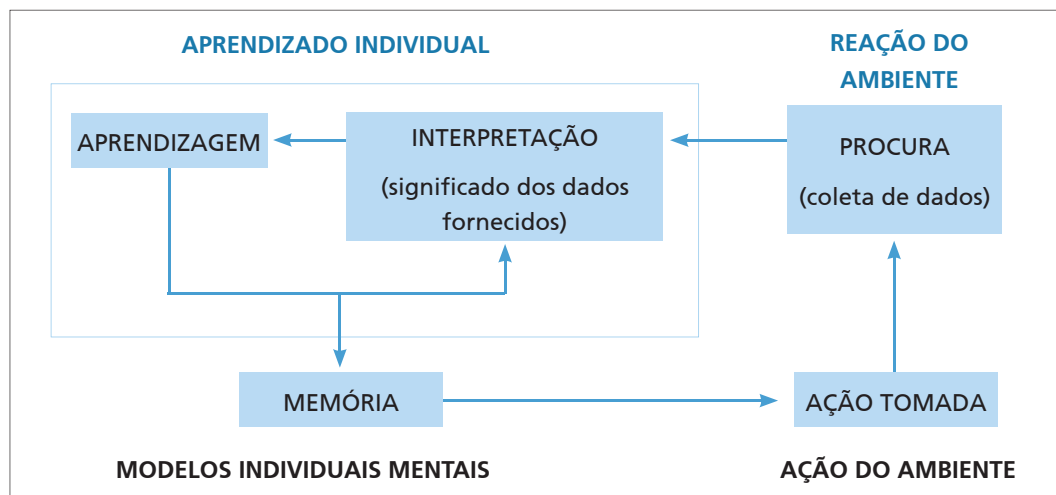 APRENDIZADO INDIVIDUAL
REAÇÃO DO
AMBIENTE
APRENDIZAGEM
INTERPRETAÇÃO
(significado dos dados
fornecidos)
PROCURA
(coleta de dados)
MEMÓRIA
AÇÃO TOMADA
MODELOS INDIVIDUAIS MENTAIS
AÇÃO DO AMBIENTE